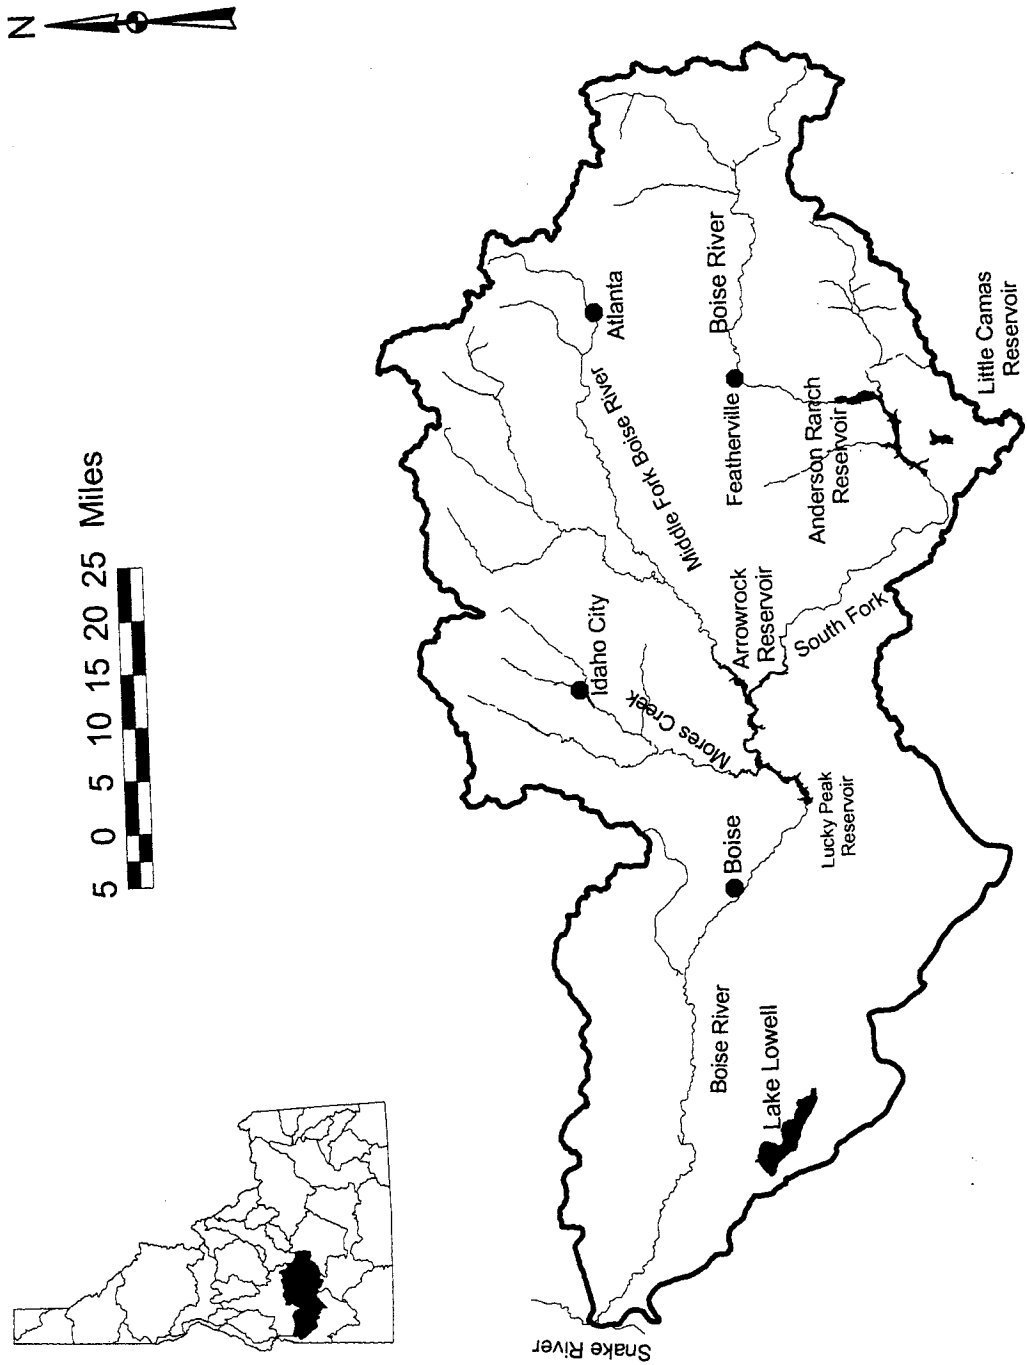 N
5 0 5 10 15 20 25 Miles
Atlanta
Boise River
Middle Fork Boise River
Featherville
Little Camas
Reservoir
Anderson Ranch
Reservoir
Idaho City
Arrowrock
Reservoir
South Fork
Mores Creek
Lucky Peak
Reservoir
Boise
Boise River
Lake Lowell
Snake River